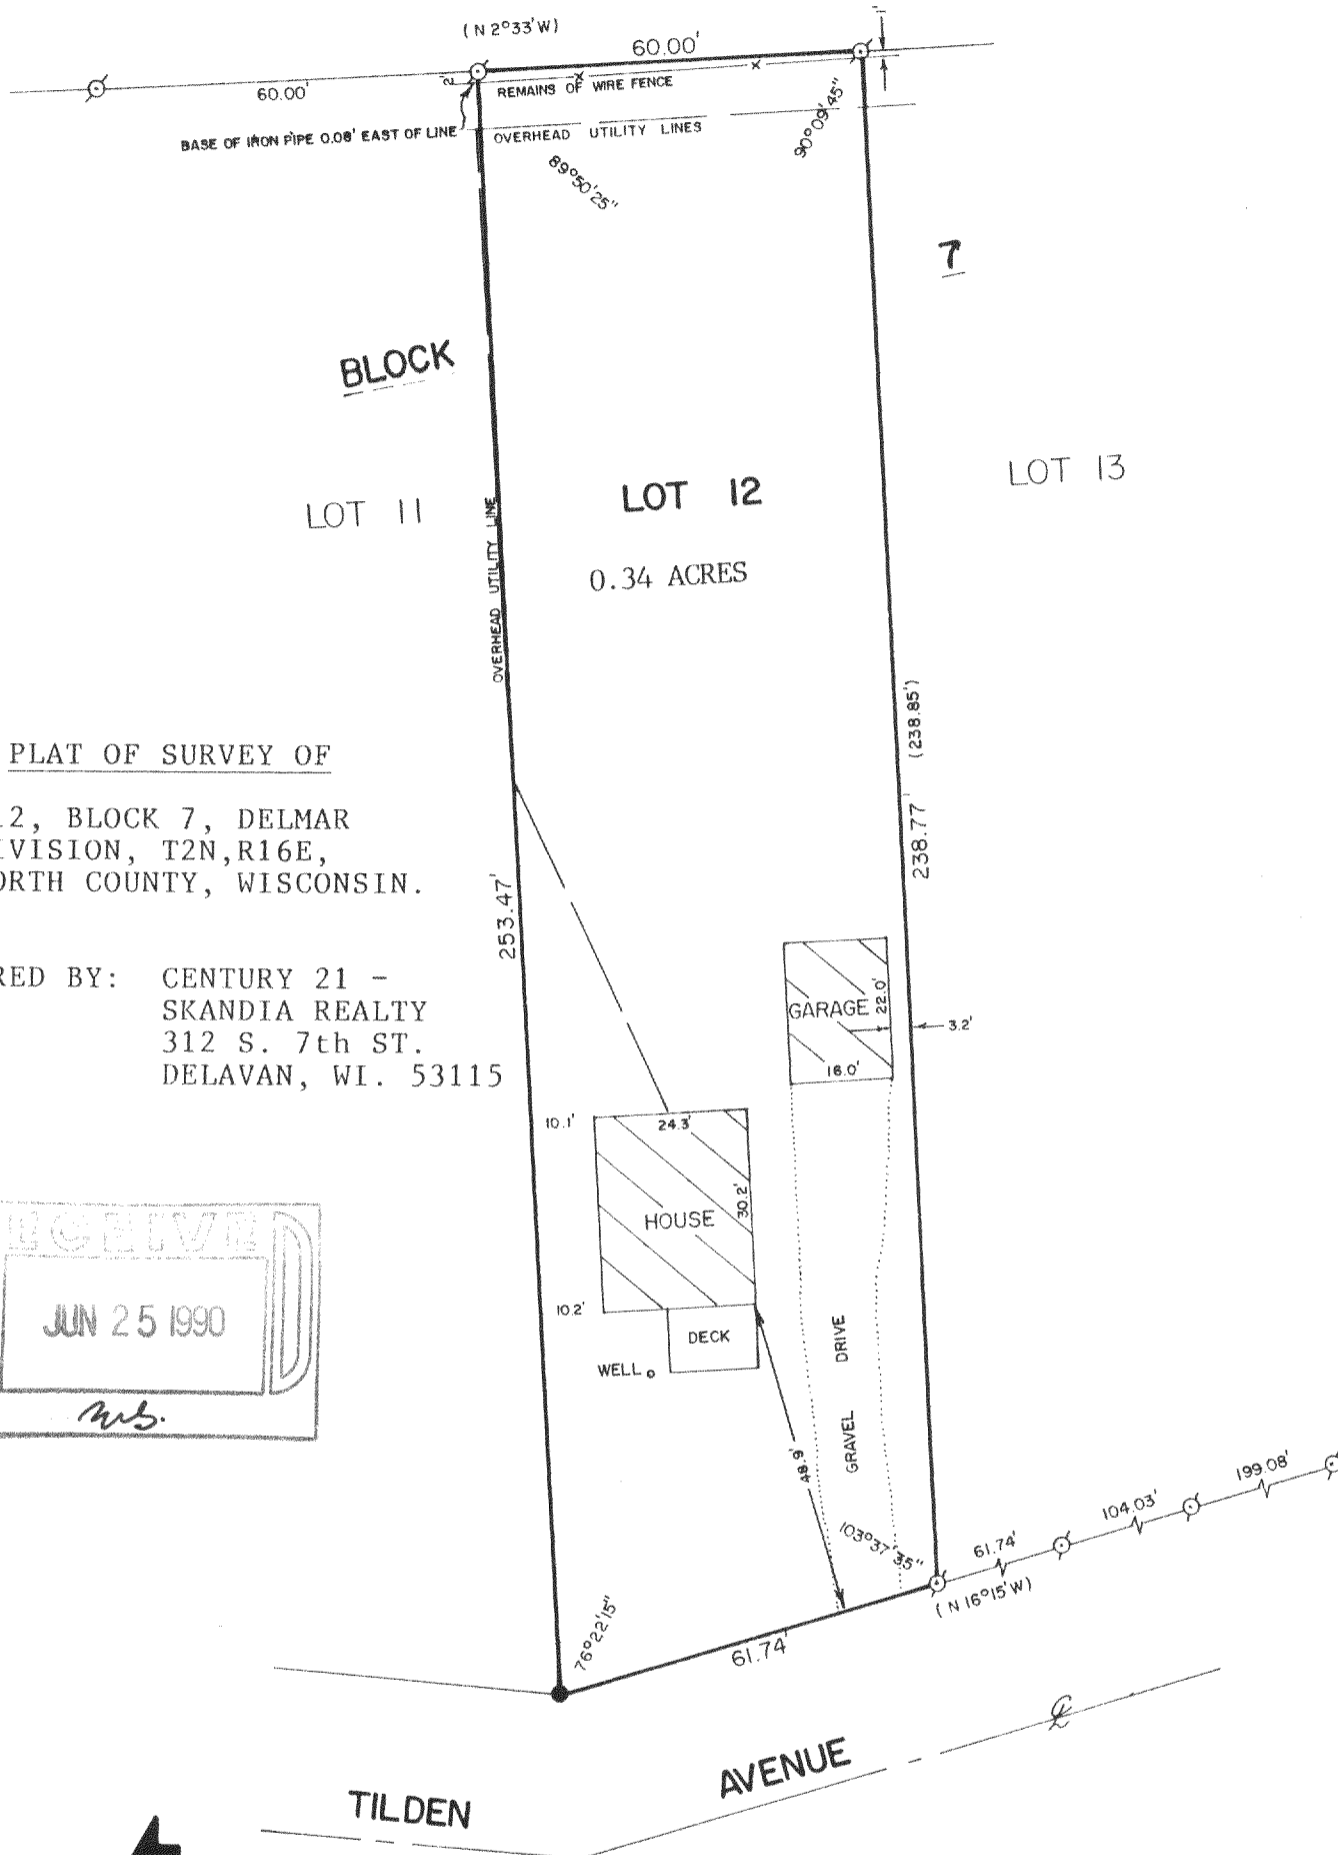 (N 2°33'W)
60.00'
60.00'
REMAINS OF WIRE FENCE
BASE OF IRON PIPE 0.08' EAST OF LINE
OVERHEAD UTILITY LINES
89°50'25"
90°09'45"
7
BLOCK
LOT 11
LOT 12
LOT 13
0.34 ACRES
OVERHEAD UTILITY LINE
(238.85')
238.77'
253.47'
PLAT OF SURVEY OF
12, BLOCK 7, DELMAR
IVISION, T2N,R16E,
ORTH COUNTY, WISCONSIN.
RED BY: CENTURY 21 -
SKANDIA REALTY
312 S. 7th ST.
DELAVAN, WI. 53115
GARAGE
22.0'
3.2'
16.0'
10.1'
24.3'
HOUSE
30.2'
10.2'
DECK
WELL
GRAVEL DRIVE
48.9'
ECEIVED
JUN 25 1990
103°37'35"
76°22'15"
61.74'
61.74'
104.03'
199.08'
(N 16°15'W)
TILDEN AVENUE